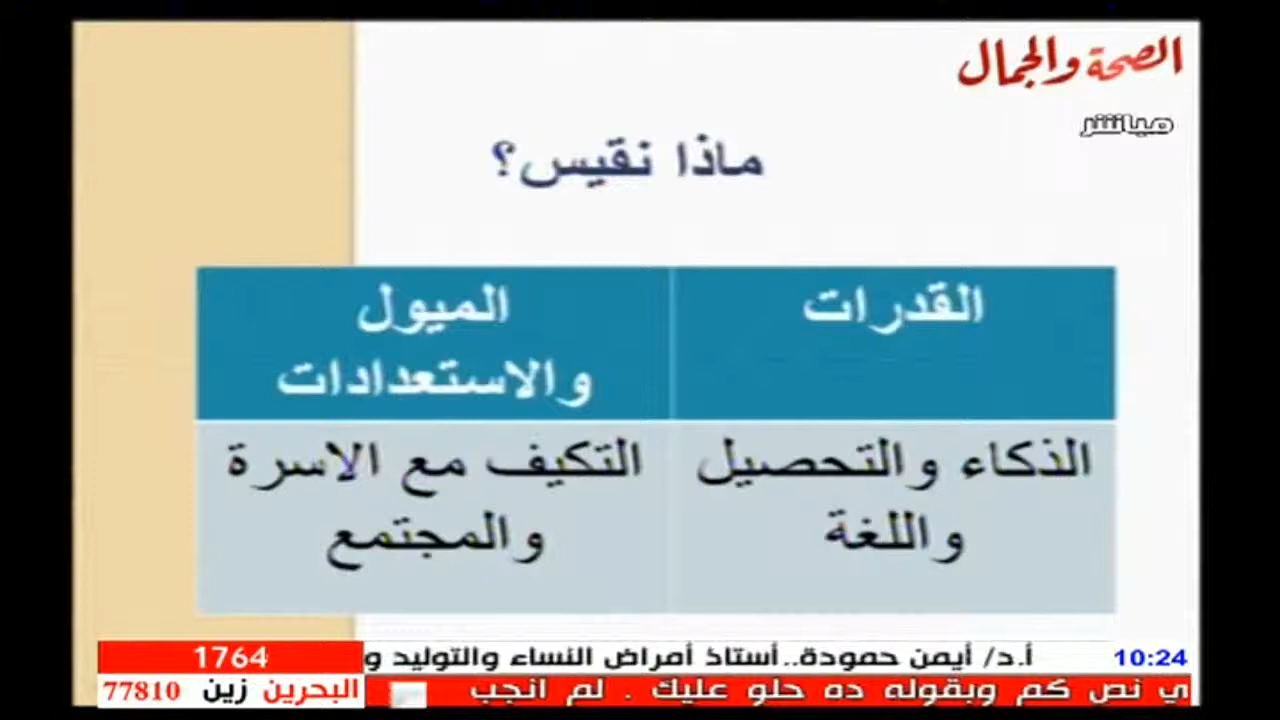 الصحة والجمال
مباشر
ماذا نقيس؟
القدرات
الميول
والاستعدادات
الذكاء والتحصيل
واللغة
التكيف مع الاسرة
والمجتمع
10:24
أ.د/ أيمن حمودة..أستاذ أمراض النساء والتوليد و
1764
ي نص كم وبقوله ده حلو عليك . لم انجب
البحرين زين 77810